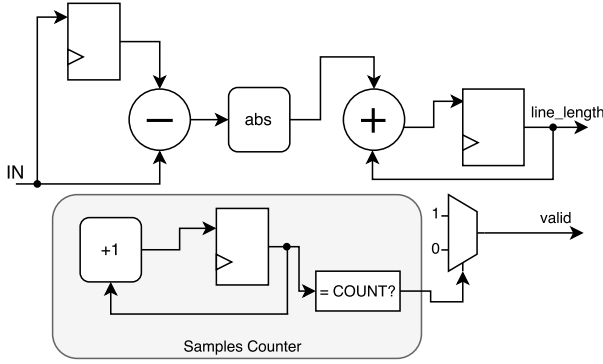 line_length
−
abs
+
IN
1
valid
+1
0
= COUNT?
Samples Counter